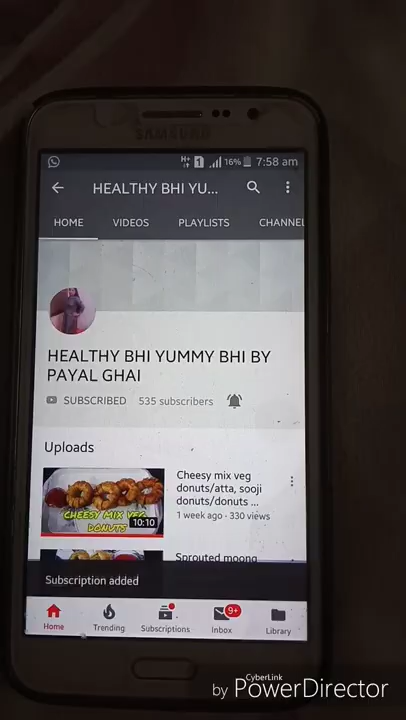 SAMSUNG
H+ 1 16% 7:58 am
HEALTHY BHI YU...
HOME VIDEOS PLAYLISTS CHANNEL
HEALTHY BHI YUMMY BHI BY
PAYAL GHAI
SUBSCRIBED 535 subscribers
Uploads
CHEESY MIX VEG
DONUTS
10:10
Cheesy mix veg
donuts/atta, sooji
donuts/donuts ...
1 week ago · 330 views
Sprouted moong
Subscription added
9+
Home Trending Subscriptions Inbox Library
CyberLink
by PowerDirector